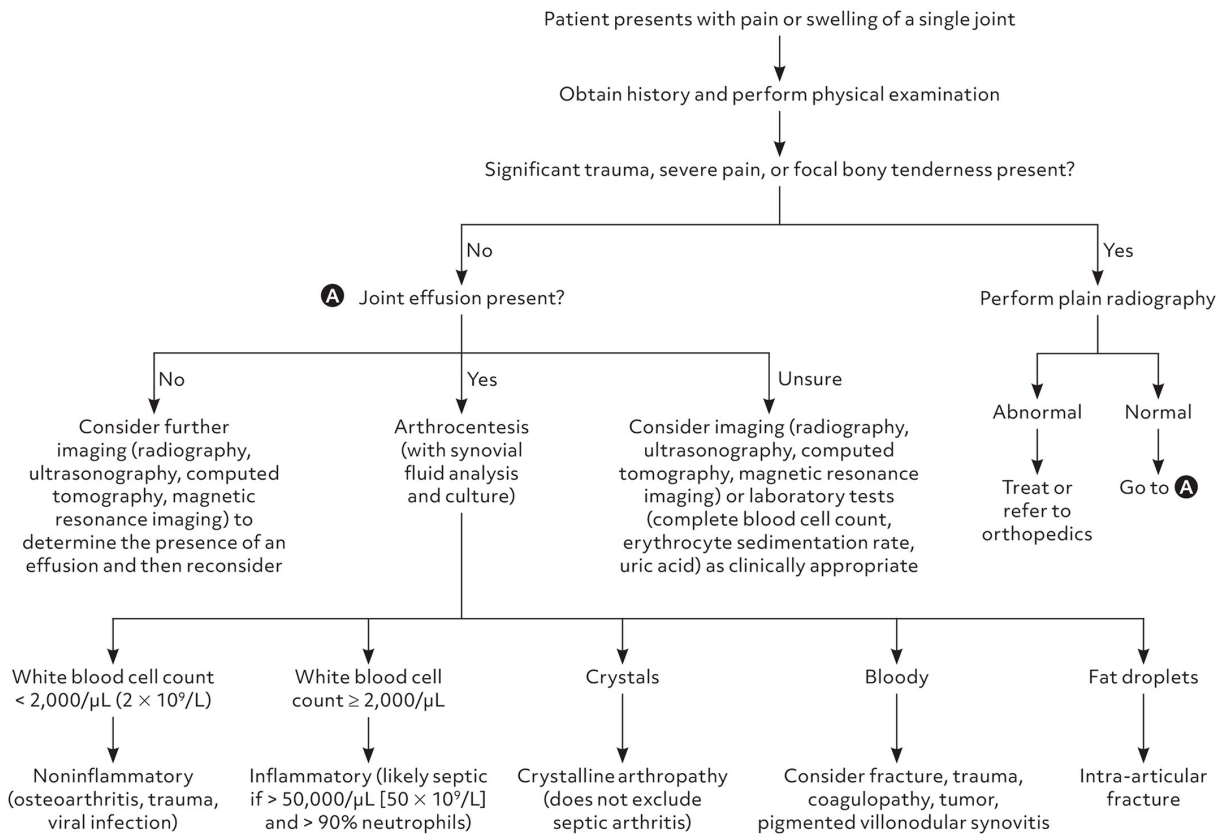 Patient presents with pain or swelling of a single joint
Obtain history and perform physical examination
Significant trauma, severe pain, or focal bony tenderness present?
No
Yes
A Joint effusion present?
Perform plain radiography
No
Yes
Unsure
Consider further
imaging (radiography,
ultrasonography, computed
tomography, magnetic
resonance imaging) to
determine the presence of an
effusion and then reconsider
Arthrocentesis
(with synovial
fluid analysis
and culture)
Consider imaging (radiography,
ultrasonography, computed
tomography, magnetic resonance
imaging) or laboratory tests
(complete blood cell count,
erythrocyte sedimentation rate,
uric acid) as clinically appropriate
Abnormal
Normal
Treat or
refer to
orthopedics
Go to A
White blood cell count
< 2,000/μL (2 × 10⁹/L)
White blood cell
count ≥ 2,000/μL
Crystals
Bloody
Fat droplets
Noninflammatory
(osteoarthritis, trauma,
viral infection)
Inflammatory (likely septic
if > 50,000/μL [50 × 10⁹/L]
and > 90% neutrophils)
Crystalline arthropathy
(does not exclude
septic arthritis)
Consider fracture, trauma,
coagulopathy, tumor,
pigmented villonodular synovitis
Intra-articular
fracture